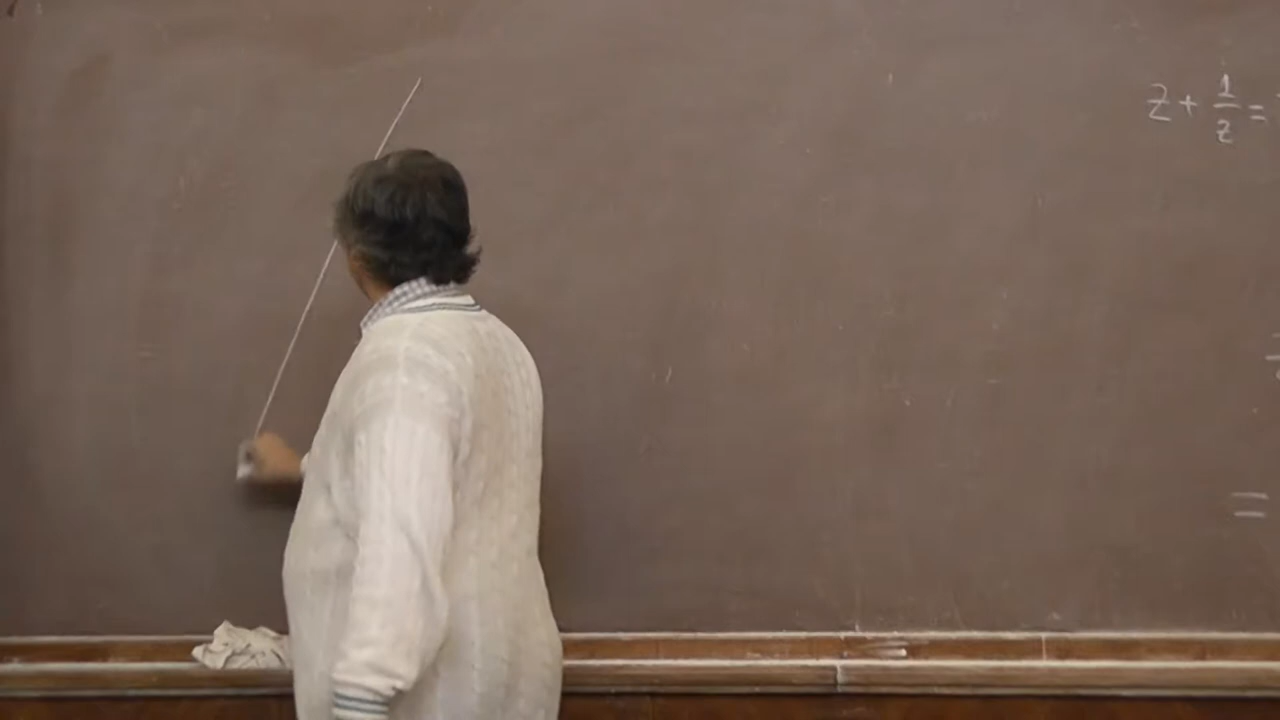 z + 1/z =
=